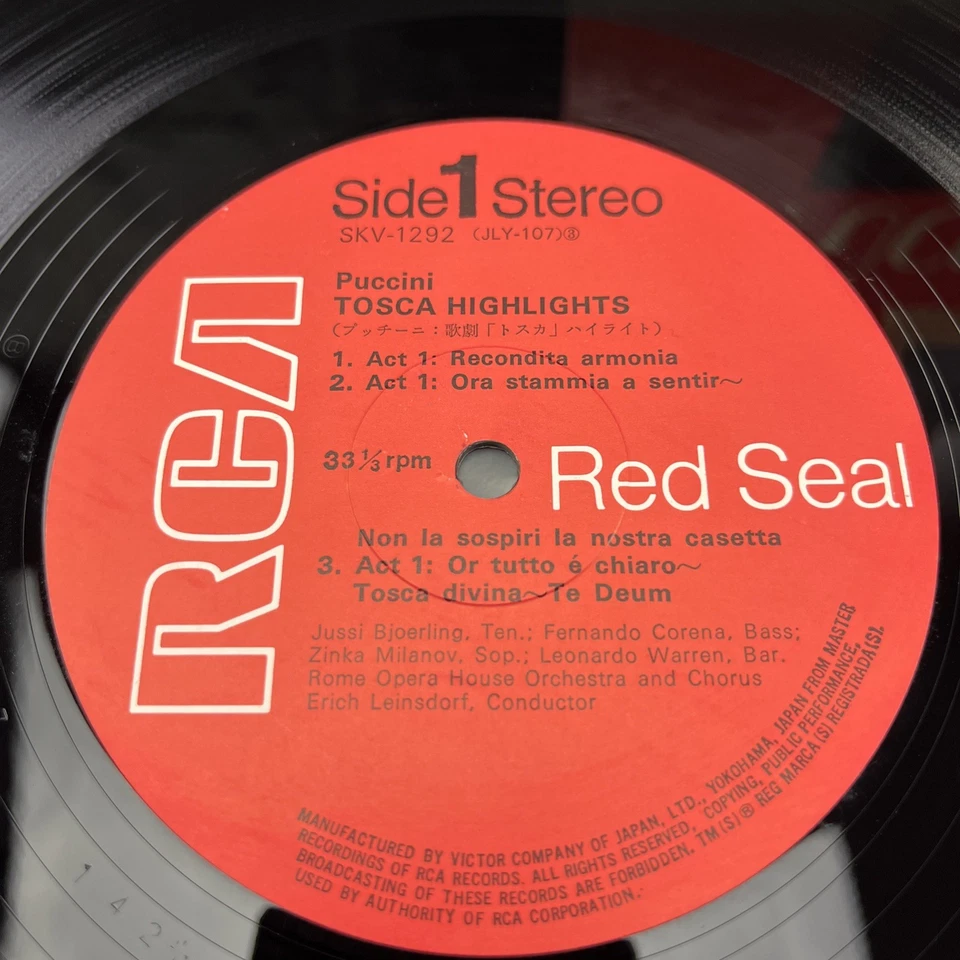 Side 1 Stereo
SKV-1292 (JLY-107)③
Puccini
TOSCA HIGHLIGHTS
(プッチーニ：歌劇「トスカ」ハイライト)
1. Act 1: Recondita armonia
2. Act 1: Ora stammia a sentir～
RCA
33⅓ rpm
Red Seal
Non la sospiri la nostra casetta
3. Act 1: Or tutto é chiaro～
Tosca divina～Te Deum
Jussi Bjoerling, Ten.; Fernando Corena, Bass;
Zinka Milanov, Sop.; Leonardo Warren, Bar.
Rome Opera House Orchestra and Chorus
Erich Leinsdorf, Conductor
MANUFACTURED BY VICTOR COMPANY OF JAPAN, LTD., YOKOHAMA, JAPAN FROM MASTER
RECORDINGS OF RCA RECORDS. ALL RIGHTS RESERVED, COPYING, PUBLIC PERFORMANCE,
BROADCASTING OF THESE RECORDS ARE FORBIDDEN. TM(S)® REG MARCA(S) REGISTRADA(S).
USED BY AUTHORITY OF RCA CORPORATION.